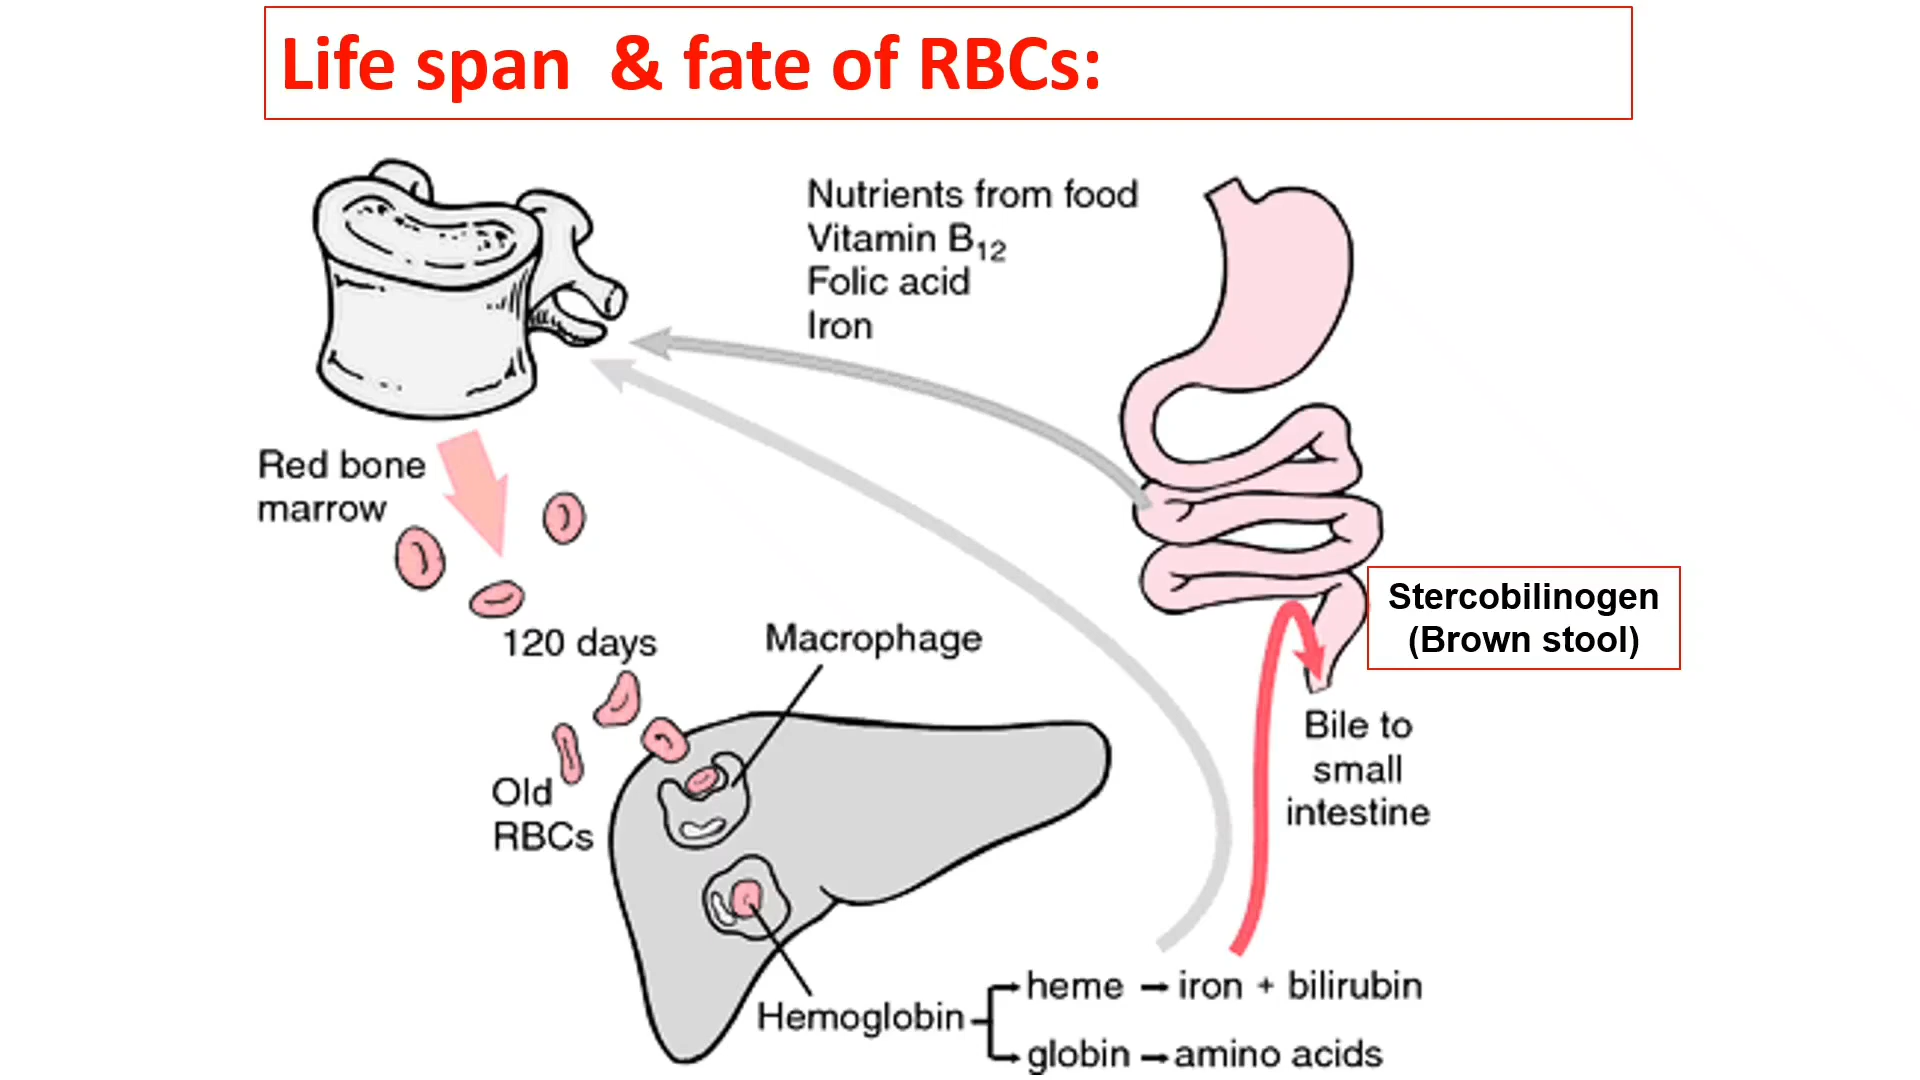 Life span & fate of RBCs:
Nutrients from food
Vitamin B12
Folic acid
Iron
Red bone
marrow
120 days
Macrophage
Old
RBCs
Stercobilinogen
(Brown stool)
Bile to
small
intestine
Hemoglobin
heme → iron + bilirubin
globin → amino acids